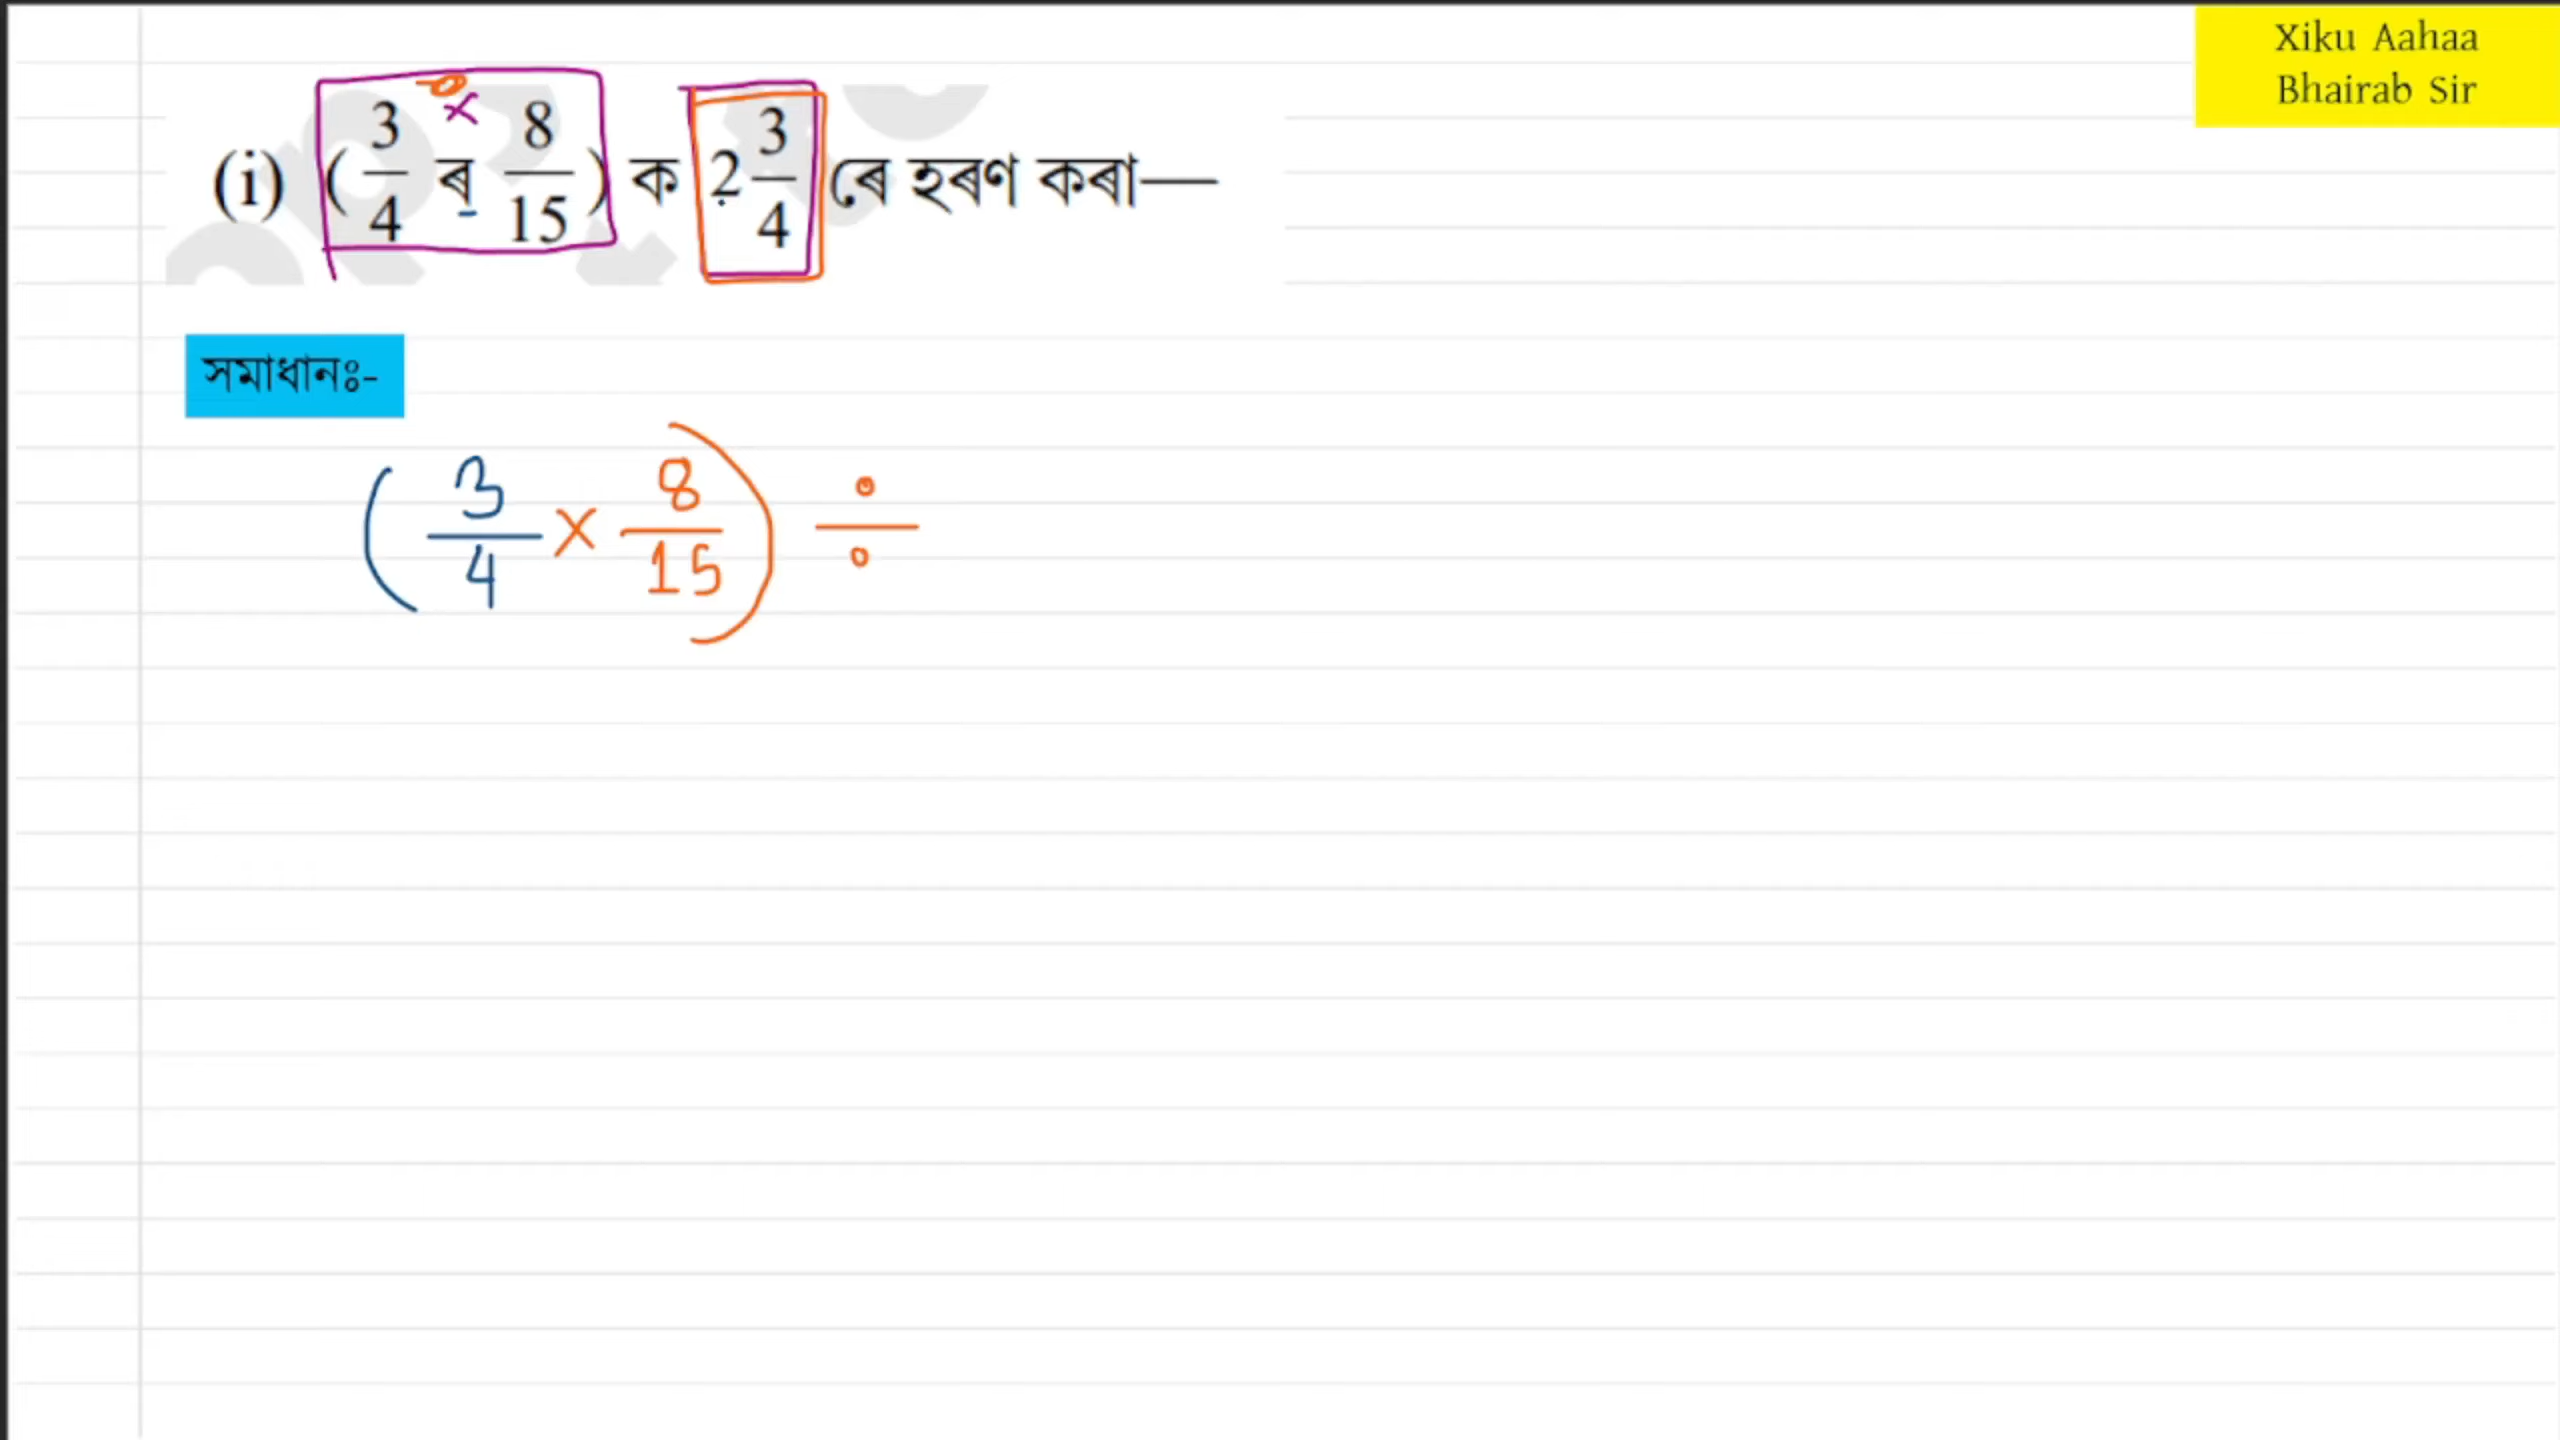 Xiku Aahaa
Bhairab Sir
(i) (3/4 ৰ × 8/15) ক 2 3/4 ৰে হৰণ কৰা—
সমাধানঃ-
(3/4 × 8/15) ÷